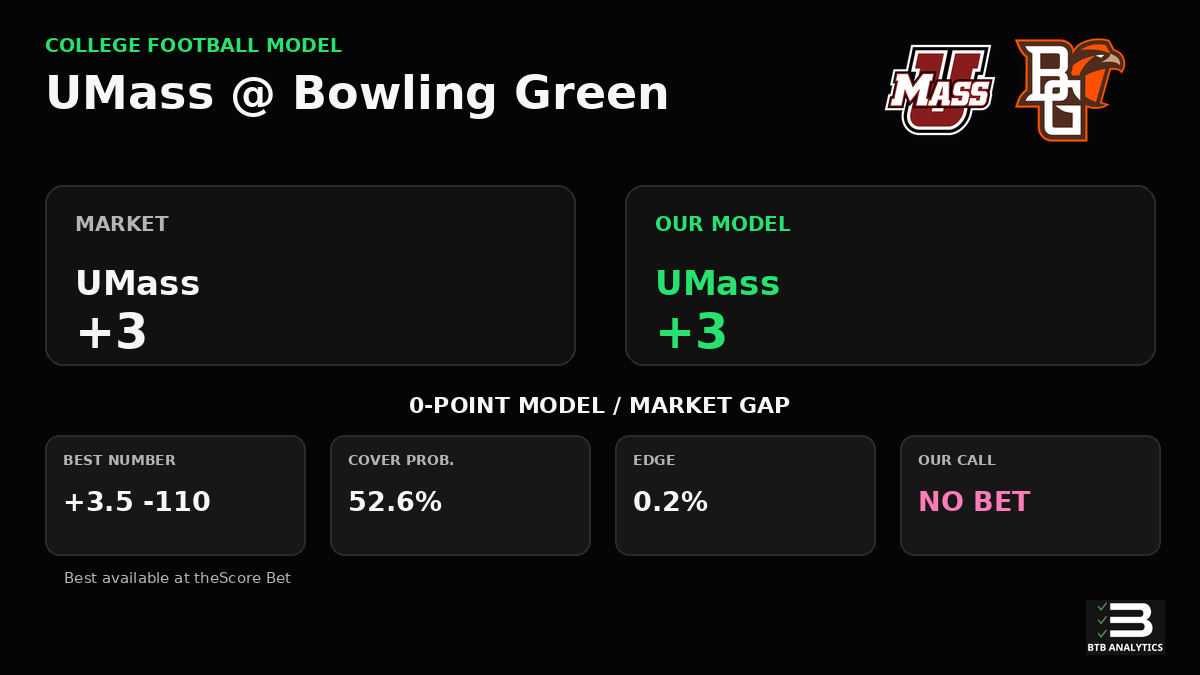 COLLEGE FOOTBALL MODEL
UMass @ Bowling Green
U
MASS
BG
MARKET
UMass
+3
OUR MODEL
UMass
+3
0-POINT MODEL / MARKET GAP
BEST NUMBER
+3.5 -110
COVER PROB.
52.6%
EDGE
0.2%
OUR CALL
NO BET
Best available at theScore Bet
B
BTB ANALYTICS